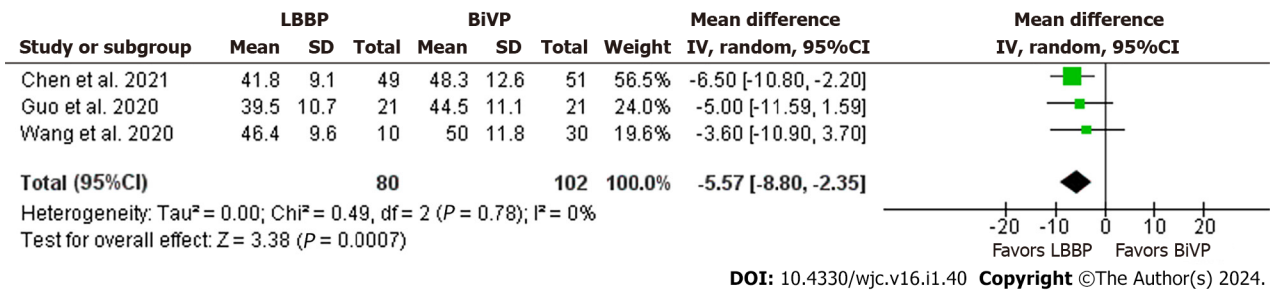 LBBP BiVP Mean difference Mean difference
Study or subgroup Mean SD Total Mean SD Total Weight IV, random, 95%CI IV, random, 95%CI
Chen et al. 2021 41.8 9.1 49 48.3 12.6 51 56.5% -6.50 [-10.80, -2.20]
Guo et al. 2020 39.5 10.7 21 44.5 11.1 21 24.0% -5.00 [-11.59, 1.59]
Wang et al. 2020 46.4 9.6 10 50 11.8 30 19.6% -3.60 [-10.90, 3.70]
Total (95%CI) 80 102 100.0% -5.57 [-8.80, -2.35]
Heterogeneity: Tau² = 0.00; Chi² = 0.49, df = 2 (P = 0.78); I² = 0%
Test for overall effect: Z = 3.38 (P = 0.0007)
-20 -10 0 10 20
Favors LBBP Favors BiVP
DOI: 10.4330/wjc.v16.i1.40 Copyright ©The Author(s) 2024.